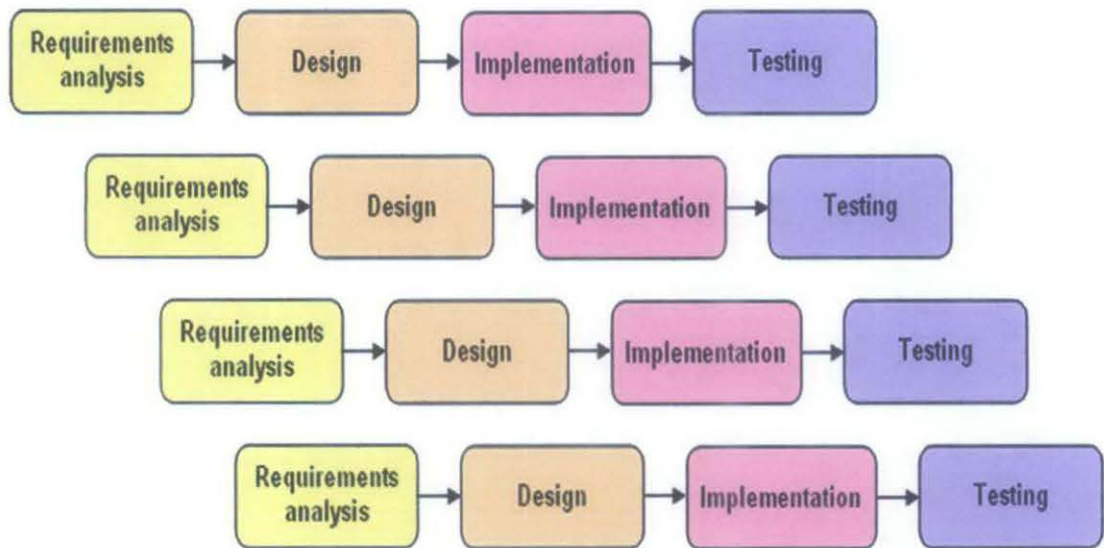 Requirements
analysis
Design
Implementation
Testing
Requirements
analysis
Design
Implementation
Testing
Requirements
analysis
Design
Implementation
Testing
Requirements
analysis
Design
Implementation
Testing